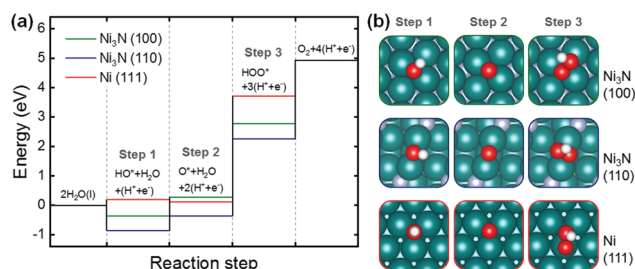 (a)
Energy (eV)
6
5
4
3
2
1
0
-1
Ni₃N (100)
Ni₃N (110)
Ni (111)
2H₂O(l)
Step 1
HO*+H₂O
+(H⁺+e⁻)
Step 2
O*+H₂O
+2(H⁺+e⁻)
Step 3
HOO*
+3(H⁺+e⁻)
O₂+4(H⁺+e⁻)
Reaction step
(b)
Step 1 Step 2 Step 3
Ni₃N
(100)
Ni₃N
(110)
Ni
(111)